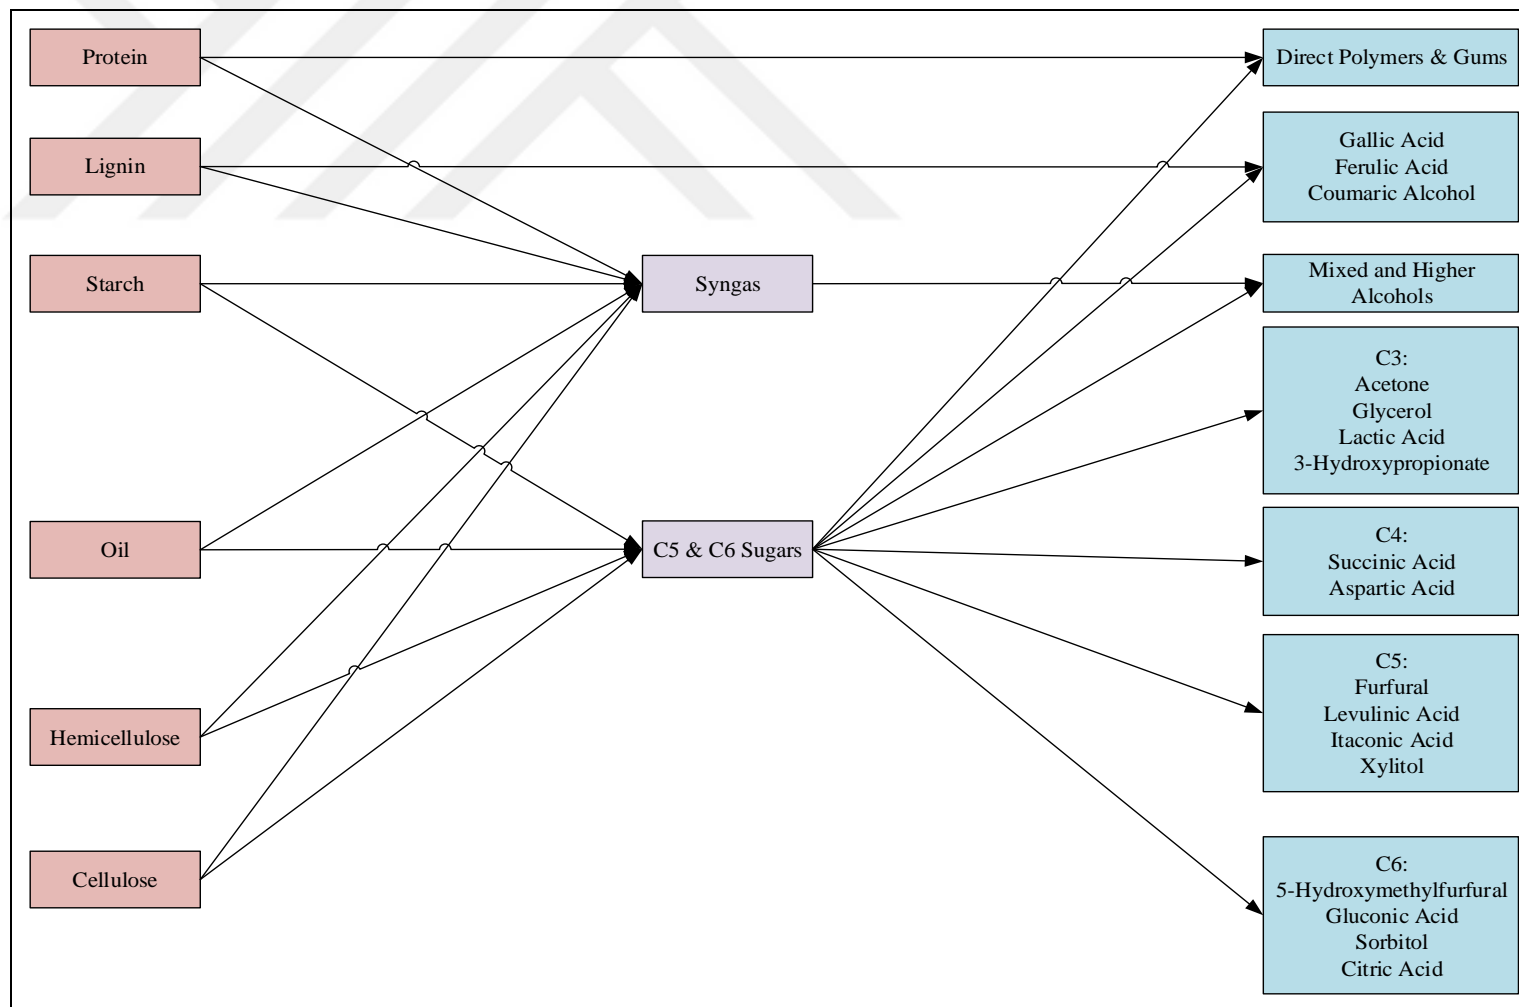 Protein
Lignin
Starch
Oil
Hemicellulose
Cellulose
Syngas
C5 & C6 Sugars
Direct Polymers & Gums
Gallic Acid
Ferulic Acid
Coumaric Alcohol
Mixed and Higher
Alcohols
C3:
Acetone
Glycerol
Lactic Acid
3-Hydroxypropionate
C4:
Succinic Acid
Aspartic Acid
C5:
Furfural
Levulinic Acid
Itaconic Acid
Xylitol
C6:
5-Hydroxymethylfurfural
Gluconic Acid
Sorbitol
Citric Acid